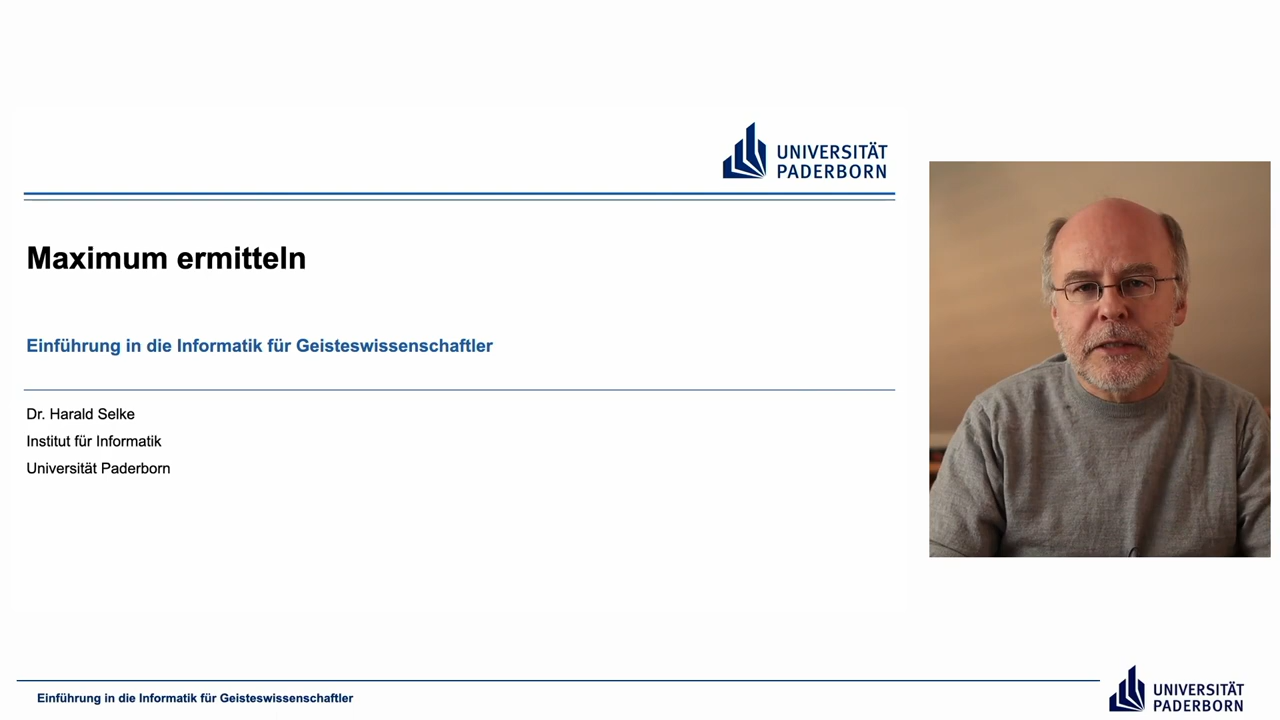 UNIVERSITÄT
PADERBORN
Maximum ermitteln
Einführung in die Informatik für Geisteswissenschaftler
Dr. Harald Selke
Institut für Informatik
Universität Paderborn
Einführung in die Informatik für Geisteswissenschaftler
UNIVERSITÄT
PADERBORN